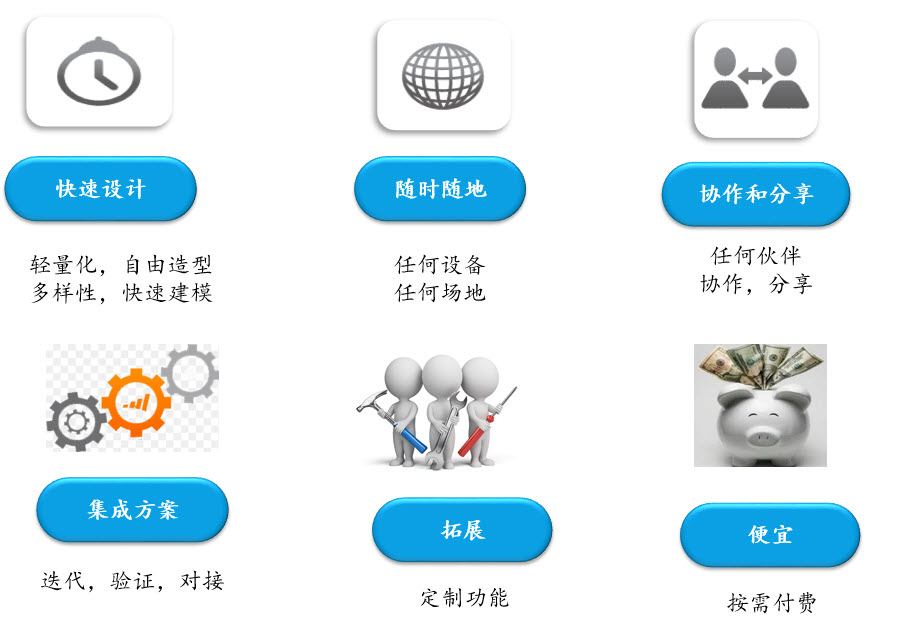 快速设计
随时随地
协作和分享
轻量化，自由造型
多样性，快速建模
任何设备
任何场地
任何伙伴
协作，分享
集成方案
拓展
便宜
迭代，验证，对接
定制功能
按需付费